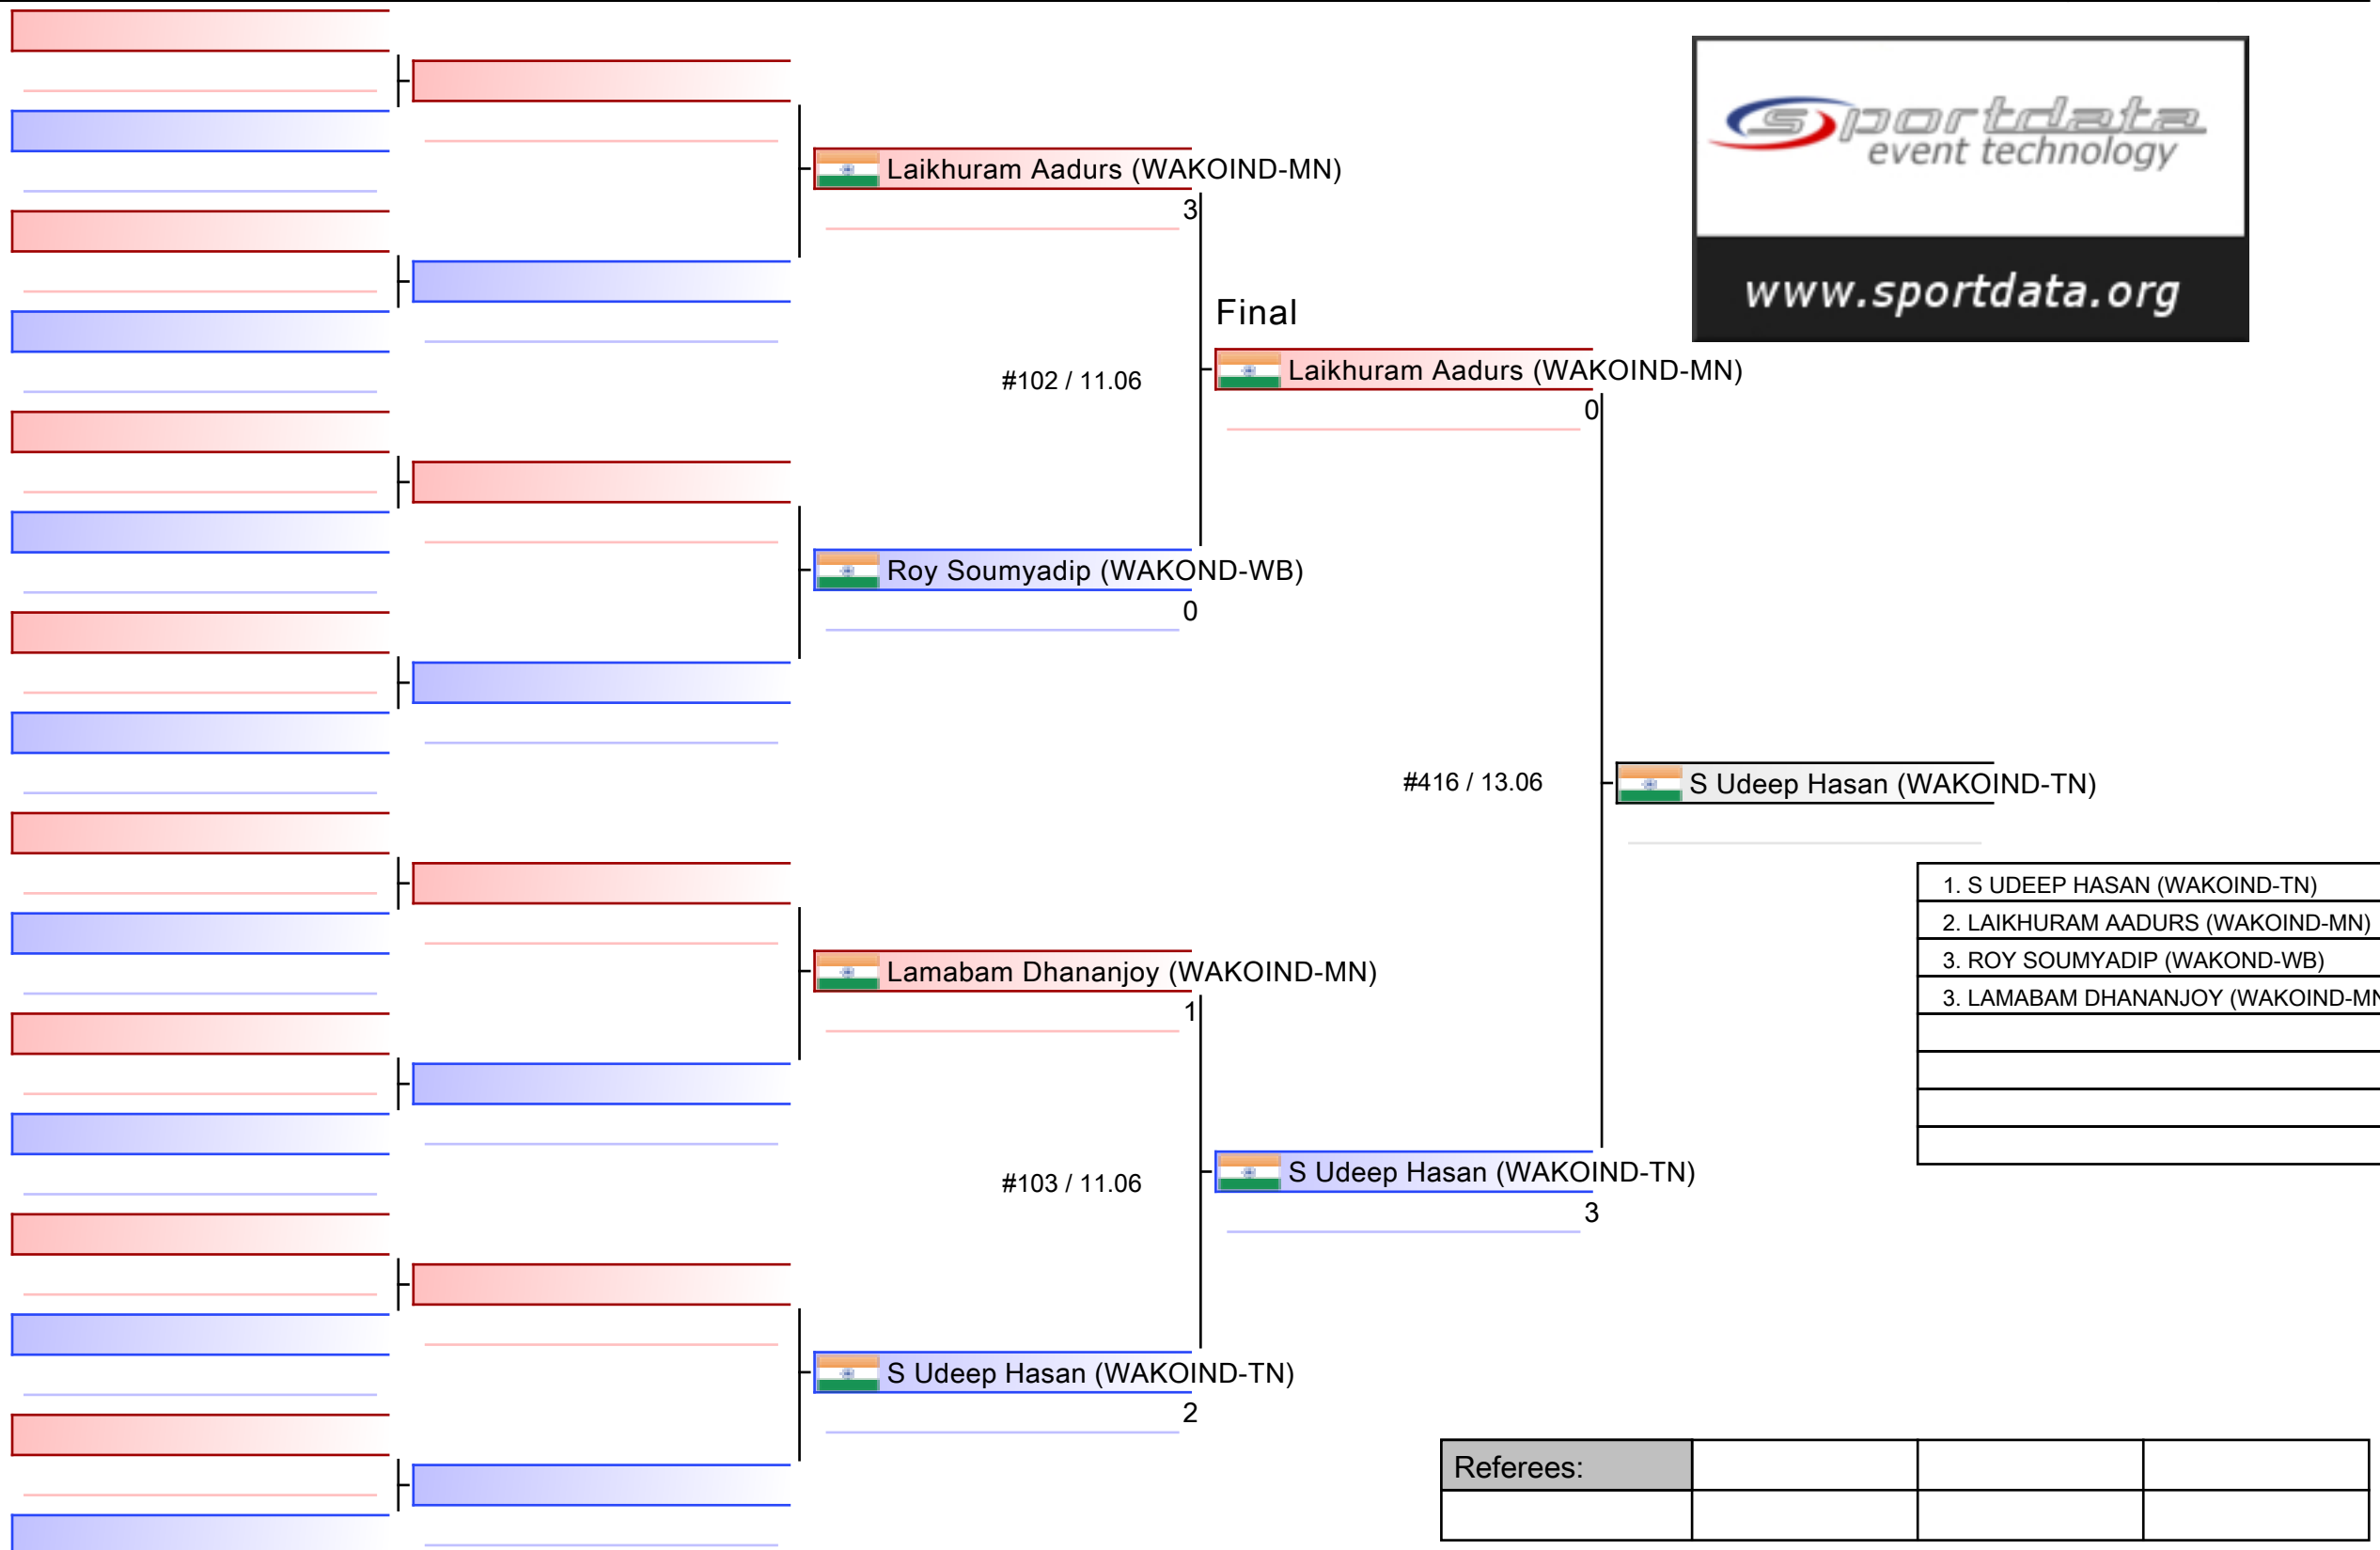 sportdata
event technology
www.sportdata.org
Laikhuram Aadurs (WAKOIND-MN)
3
Final
#102 / 11.06
Laikhuram Aadurs (WAKOIND-MN)
0
Roy Soumyadip (WAKOND-WB)
0
#416 / 13.06
S Udeep Hasan (WAKOIND-TN)
1. S UDEEP HASAN (WAKOIND-TN)
2. LAIKHURAM AADURS (WAKOIND-MN)
3. ROY SOUMYADIP (WAKOND-WB)
3. LAMABAM DHANANJOY (WAKOIND-MN
Lamabam Dhananjoy (WAKOIND-MN)
1
#103 / 11.06
S Udeep Hasan (WAKOIND-TN)
3
S Udeep Hasan (WAKOIND-TN)
2
Referees: